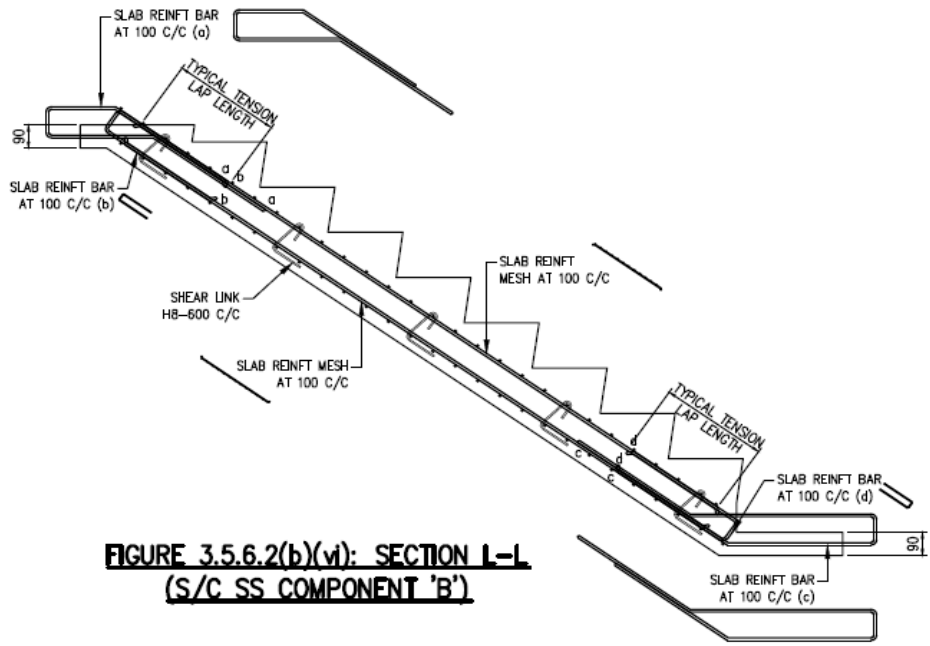 SLAB REINFT BAR
AT 100 C/C (a)
TYPICAL TENSION
LAP LENGTH
90
a
b
a
b
SLAB REINFT BAR
AT 100 C/C (b)
SLAB REINFT
MESH AT 100 C/C
SHEAR LINK
H8-600 C/C
SLAB REINFT MESH
AT 100 C/C
TYPICAL TENSION
LAP LENGTH
d
c
d
c
SLAB REINFT BAR
AT 100 C/C (d)
90
FIGURE 3.5.6.2(b)(vi): SECTION L-L
(S/C SS COMPONENT 'B')
SLAB REINFT BAR
AT 100 C/C (c)